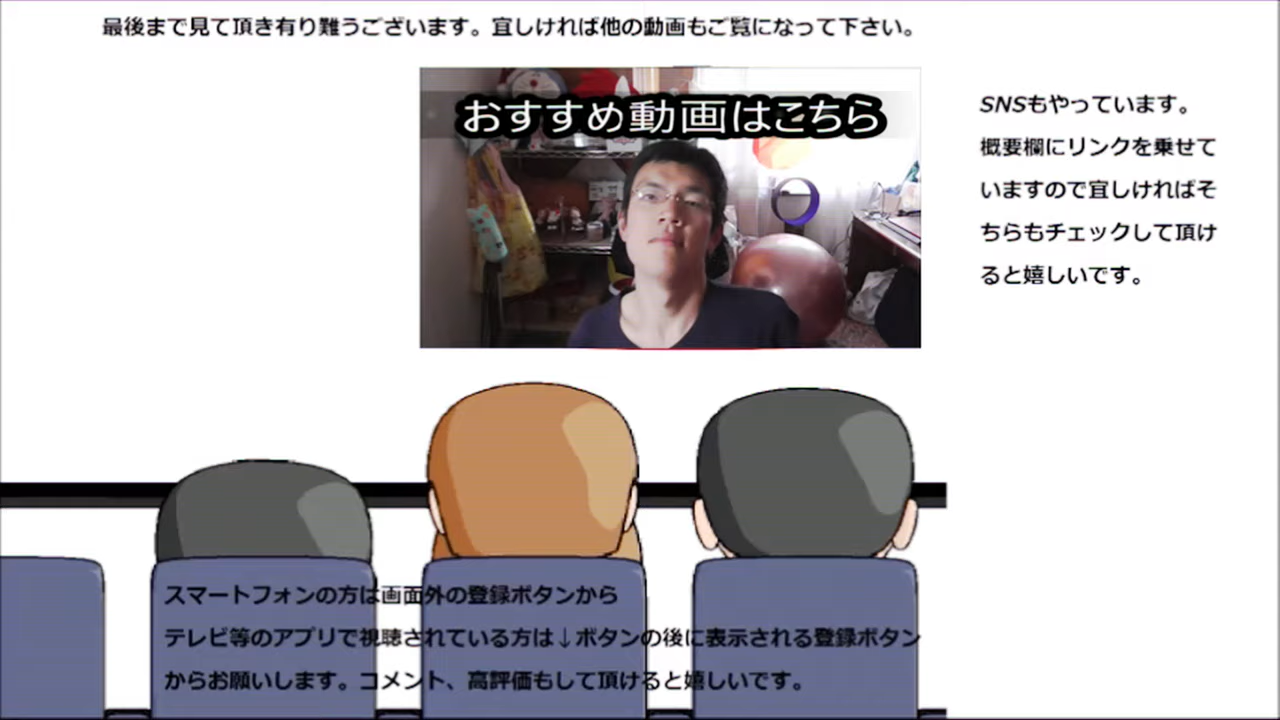 最後まで見て頂き有り難うございます。宜しければ他の動画もご覧になって下さい。
おすすめ動画はこちら
SNSもやっています。
概要欄にリンクを乗せて
いますので宜しければそ
ちらもチェックして頂け
ると嬉しいです。
スマートフォンの方は画面外の登録ボタンから
テレビ等のアプリで視聴されている方は↓ボタンの後に表示される登録ボタン
からお願いします。コメント、高評価もして頂けると嬉しいです。